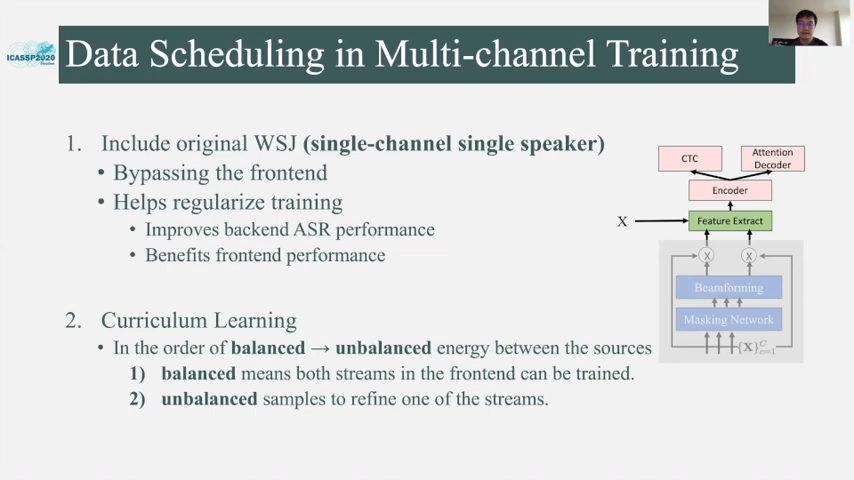 ICASSP2020
Data Scheduling in Multi-channel Training
1. Include original WSJ (single-channel single speaker)
• Bypassing the frontend
• Helps regularize training
• Improves backend ASR performance
• Benefits frontend performance
2. Curriculum Learning
• In the order of balanced → unbalanced energy between the sources
1) balanced means both streams in the frontend can be trained.
2) unbalanced samples to refine one of the streams.
CTC
Attention
Decoder
Encoder
X
Feature Extract
X X
Beamforming
Masking Network
{X}_{c=1}^{C}